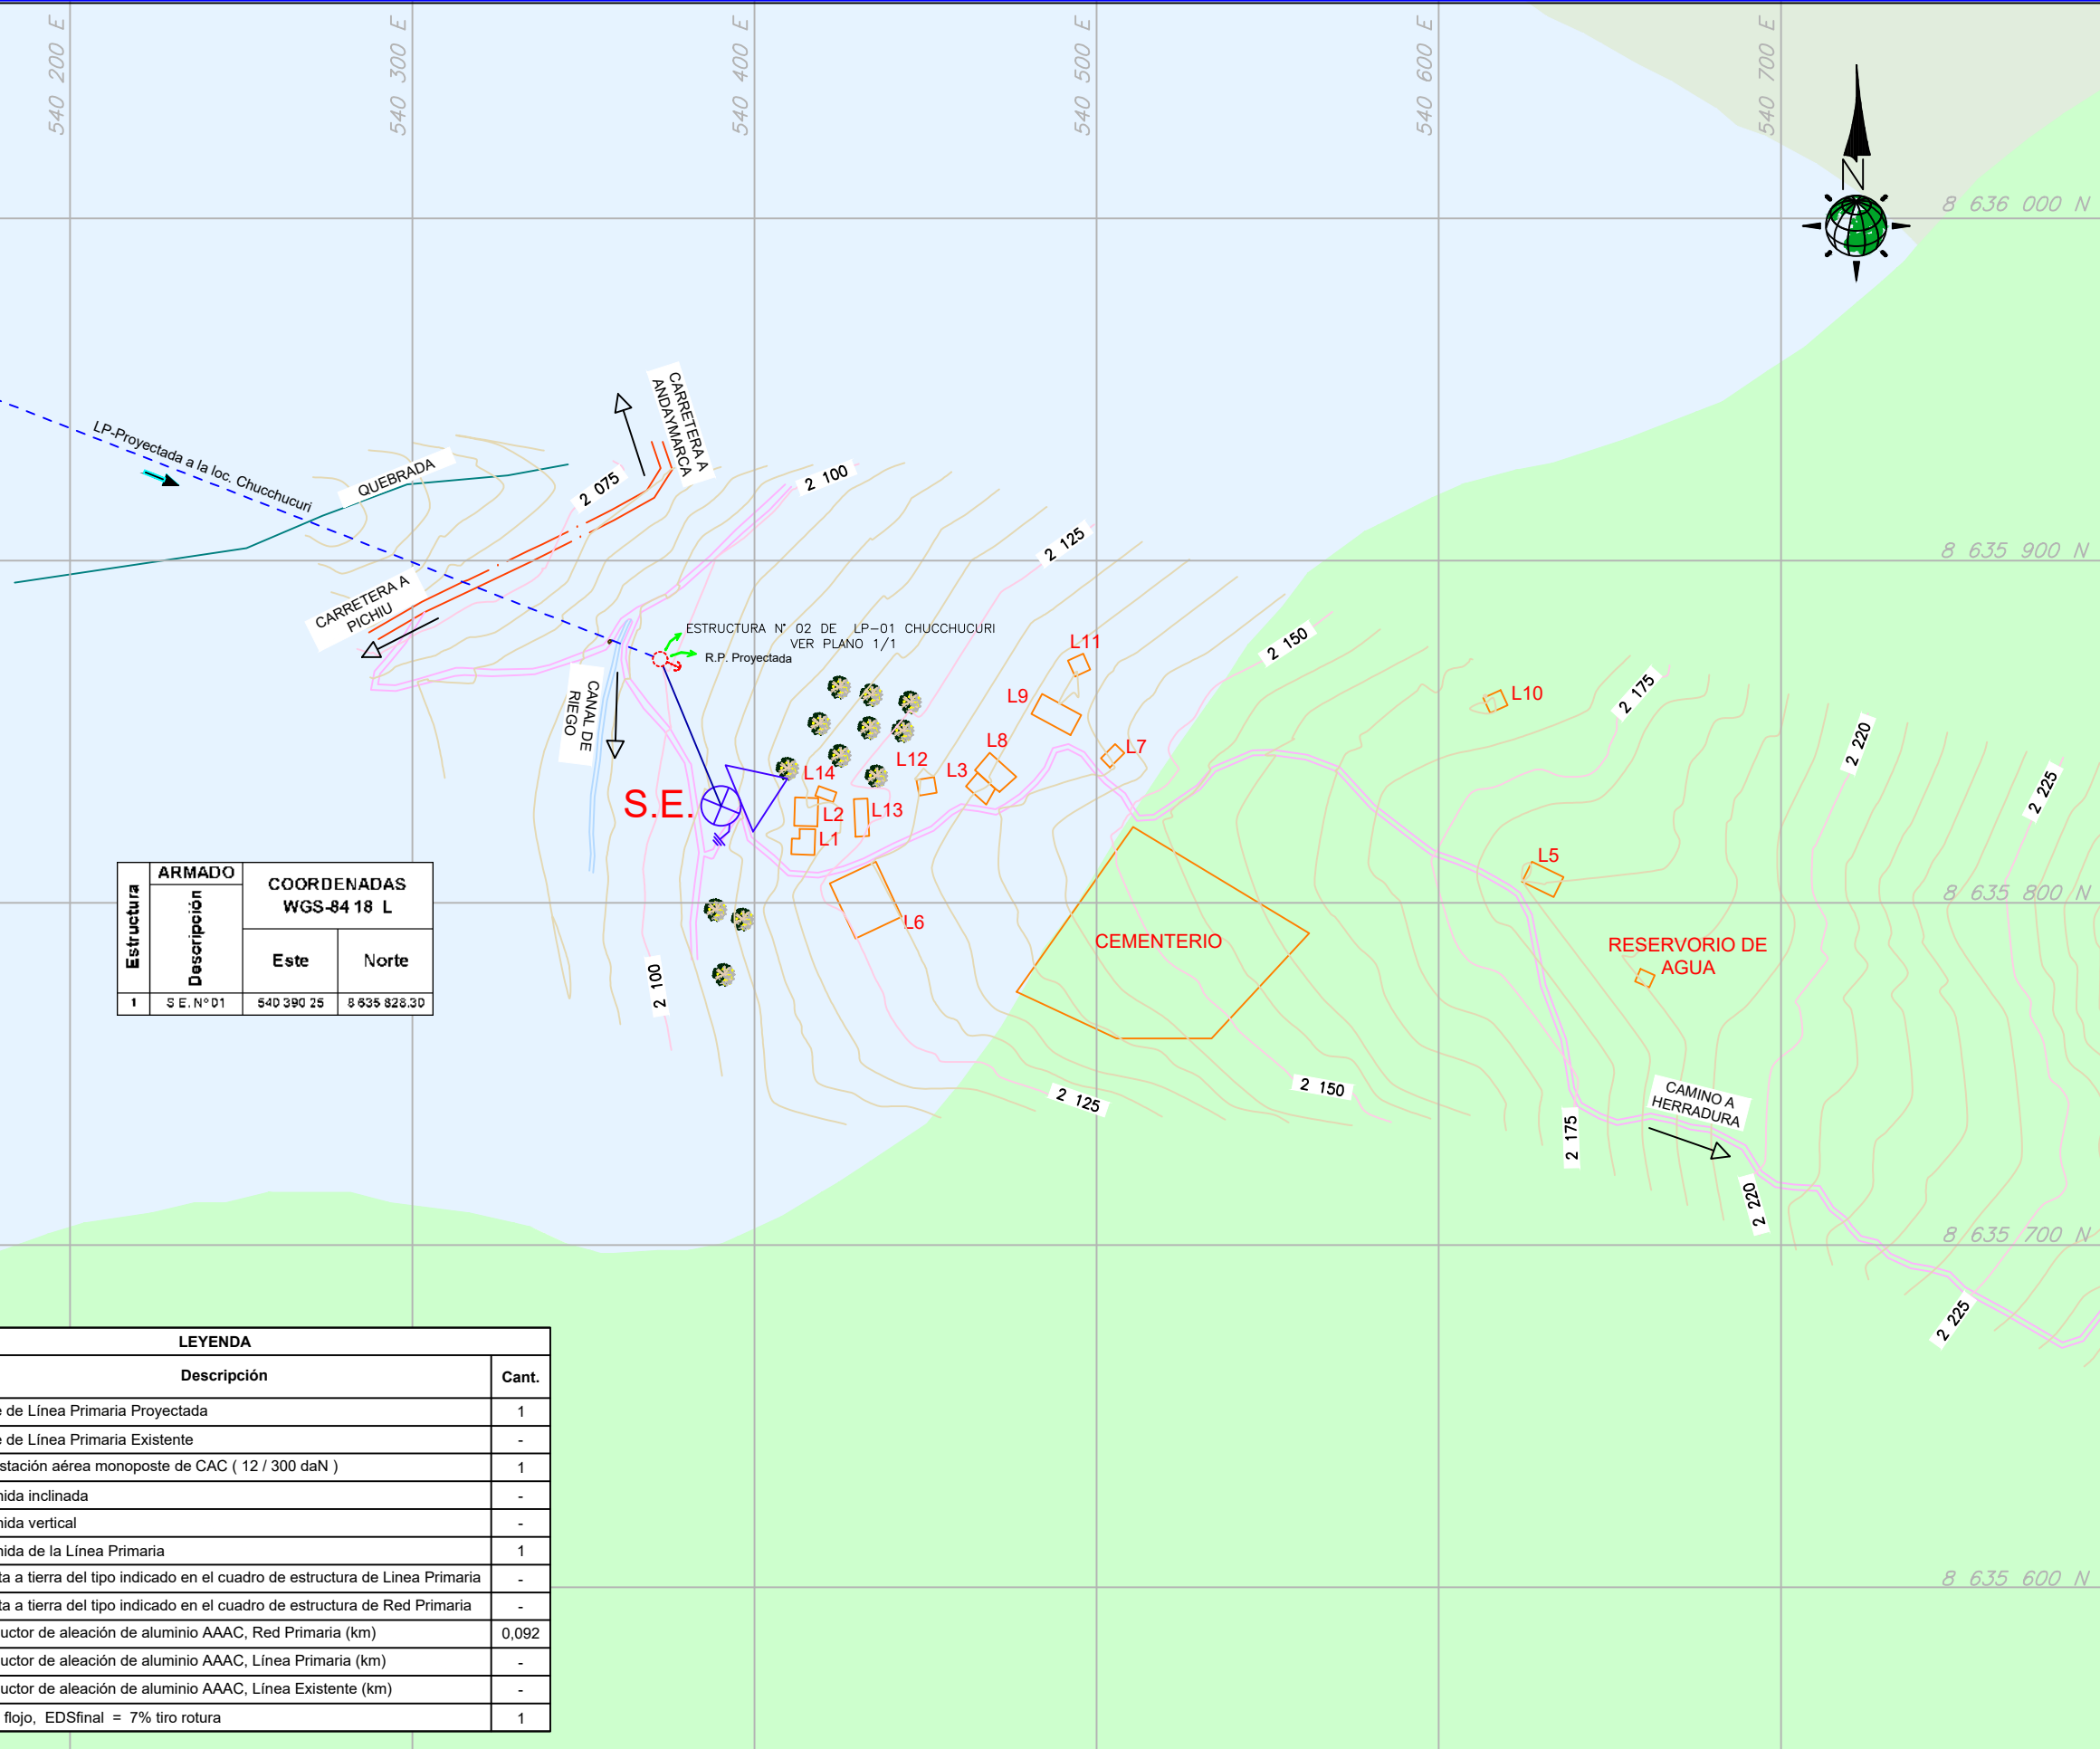 540 200 E
540 300 E
540 400 E
540 500 E
540 600 E
540 700 E
N
8 636 000 N
CARRETERA A
ANDAYMARCA
LP-Proyectada a la loc. Chucchucuri
QUEBRADA
2 075
2 100
2 125
8 635 900 N
CARRETERA A
PICHIU
ESTRUCTURA N° 02 DE LP-01 CHUCCHUCURI
VER PLANO 1/1
R.P. Proyectada
2 150
L11
L9
L10
2 175
CANAL DE
RIEGO
2 220
L8
L7
L12
L3
L14
2 225
S.E.
L2
L13
L1
L5
8 635 800 N
L6
CEMENTERIO
RESERVORIO DE
AGUA
Estructura
ARMADO
Descripción
COORDENADAS
WGS-84 18 L
Este
Norte
1
S.E. N° 01
540 390 25
8 635 828.30
2 100
2 125
2 150
2 175
CAMINO A
HERRADURA
2 220
8 635 700 N
2 225
LEYENDA
Descripción
Cant.
e de Línea Primaria Proyectada
1
e de Línea Primaria Existente
-
stación aérea monoposte de CAC ( 12 / 300 daN )
1
nida inclinada
-
nida vertical
-
nida de la Línea Primaria
1
ta a tierra del tipo indicado en el cuadro de estructura de Linea Primaria
-
ta a tierra del tipo indicado en el cuadro de estructura de Red Primaria
-
uctor de aleación de aluminio AAAC, Red Primaria (km)
0,092
uctor de aleación de aluminio AAAC, Línea Primaria (km)
-
uctor de aleación de aluminio AAAC, Línea Existente (km)
-
flojo, EDSfinal = 7% tiro rotura
1
8 635 600 N